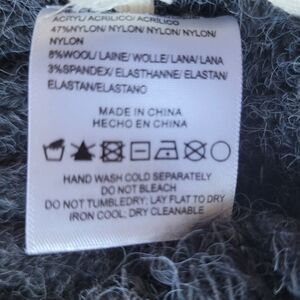 ACRYL/ ACRILICO/ ACRILICO
47%NYLON/ NYLON/ NYLON/ NYLON/
NYLON
8%WOOL/ LAINE/ WOLLE/ LANA/ LANA
3%SPANDEX/ ELASTHANNE/ ELASTAN/
ELASTAN/ELASTANO
MADE IN CHINA
HECHO EN CHINA
HAND WASH COLD SEPARATELY
DO NOT BLEACH
DO NOT TUMBLEDRY; LAY FLAT TO DRY
IRON COOL; DRY CLEANABLE